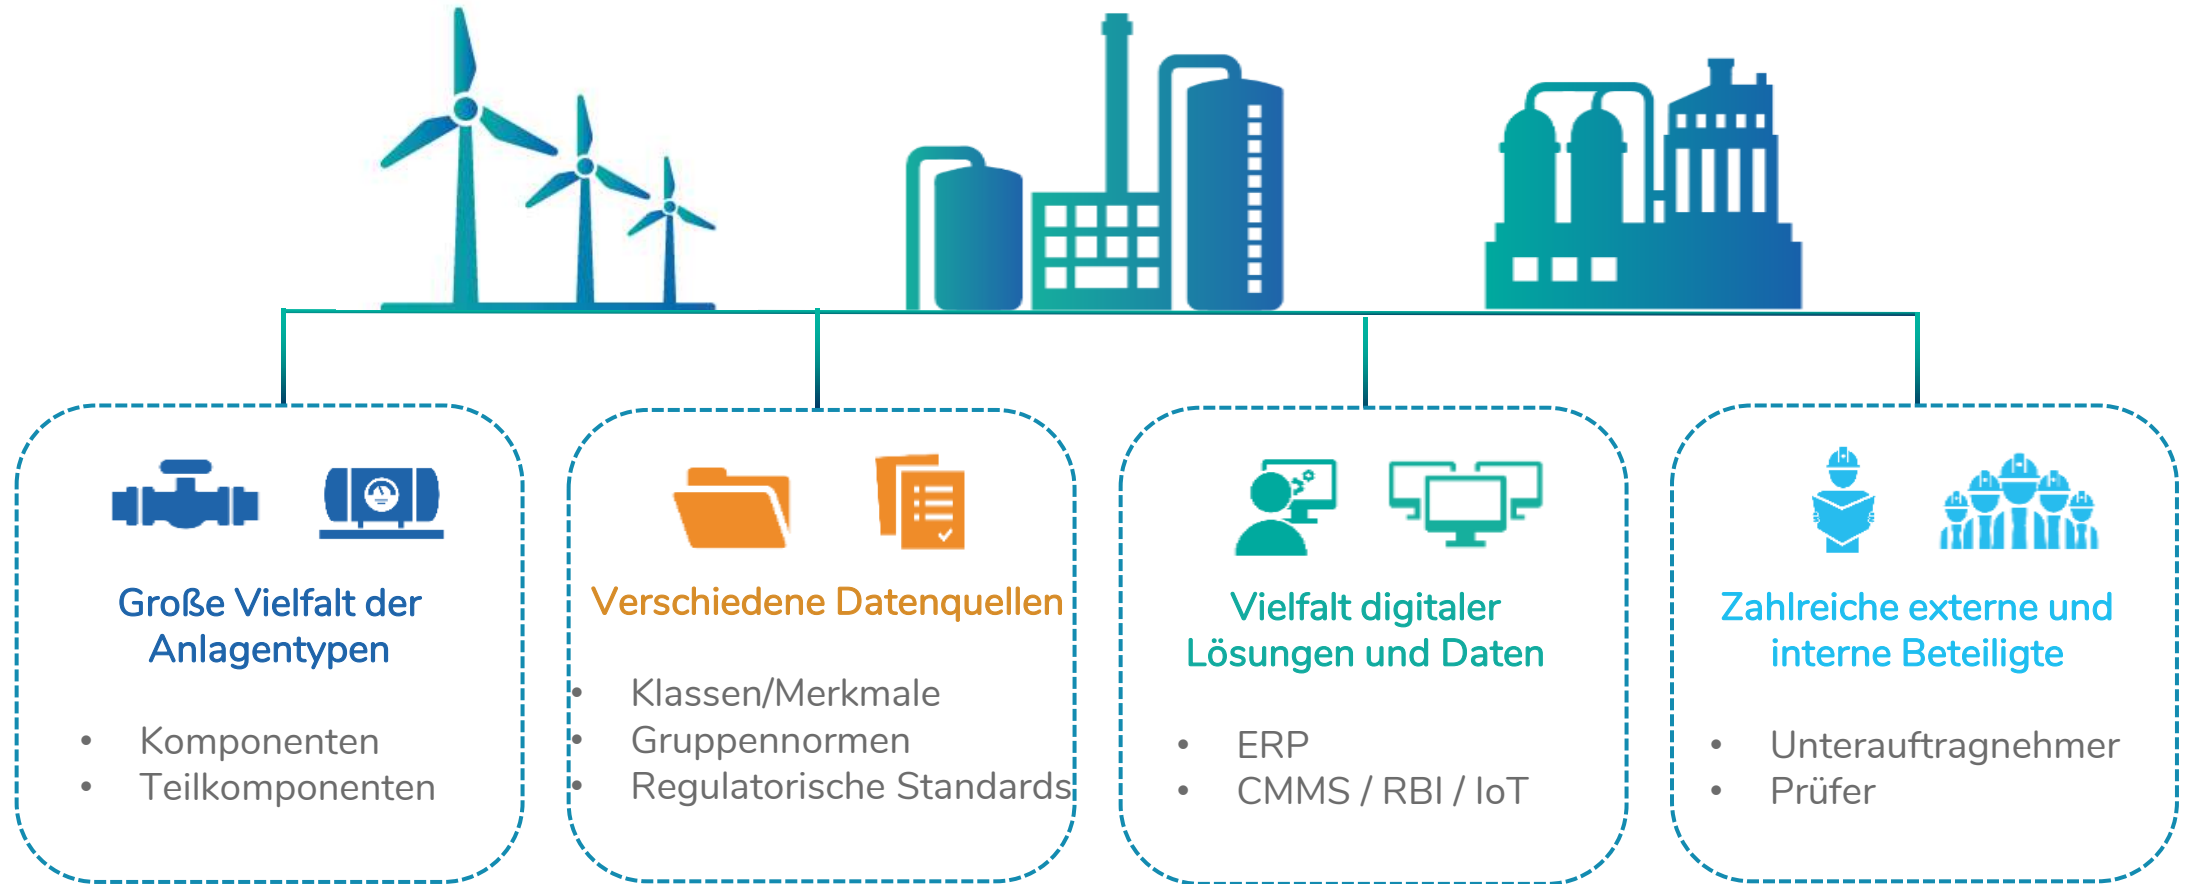 Große Vielfalt der
Anlagentypen
• Komponenten
• Teilkomponenten
Verschiedene Datenquellen
• Klassen/Merkmale
• Gruppennormen
• Regulatorische Standards
Vielfalt digitaler
Lösungen und Daten
• ERP
• CMMS / RBI / IoT
Zahlreiche externe und
interne Beteiligte
• Unterauftragnehmer
• Prüfer